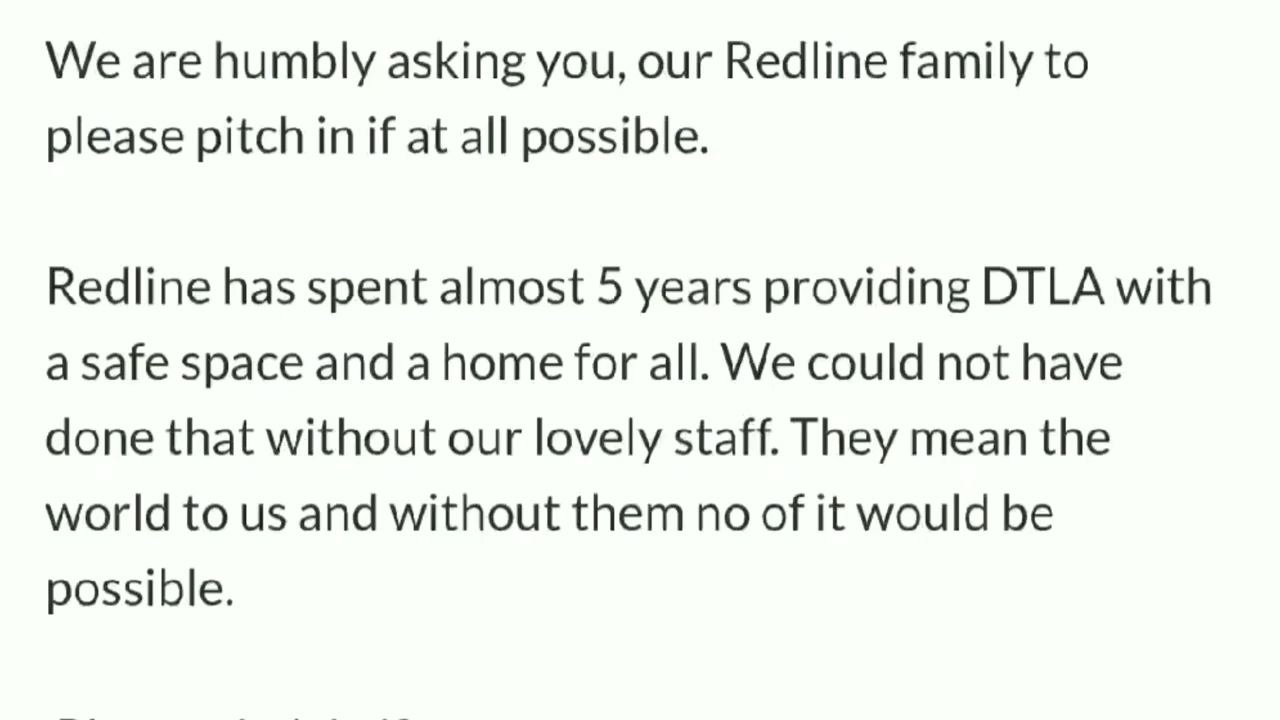 We are humbly asking you, our Redline family to
please pitch in if at all possible.
Redline has spent almost 5 years providing DTLA with
a safe space and a home for all. We could not have
done that without our lovely staff. They mean the
world to us and without them no of it would be
possible.